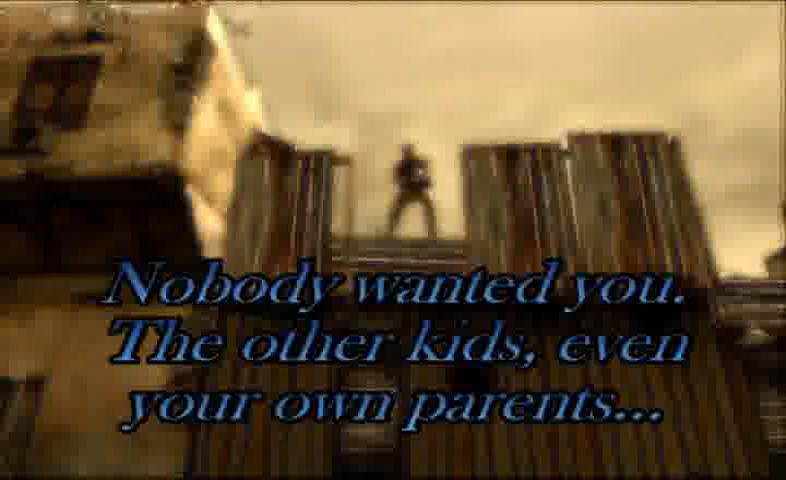 Nobody wanted you.
The other kids, even
your own parents...